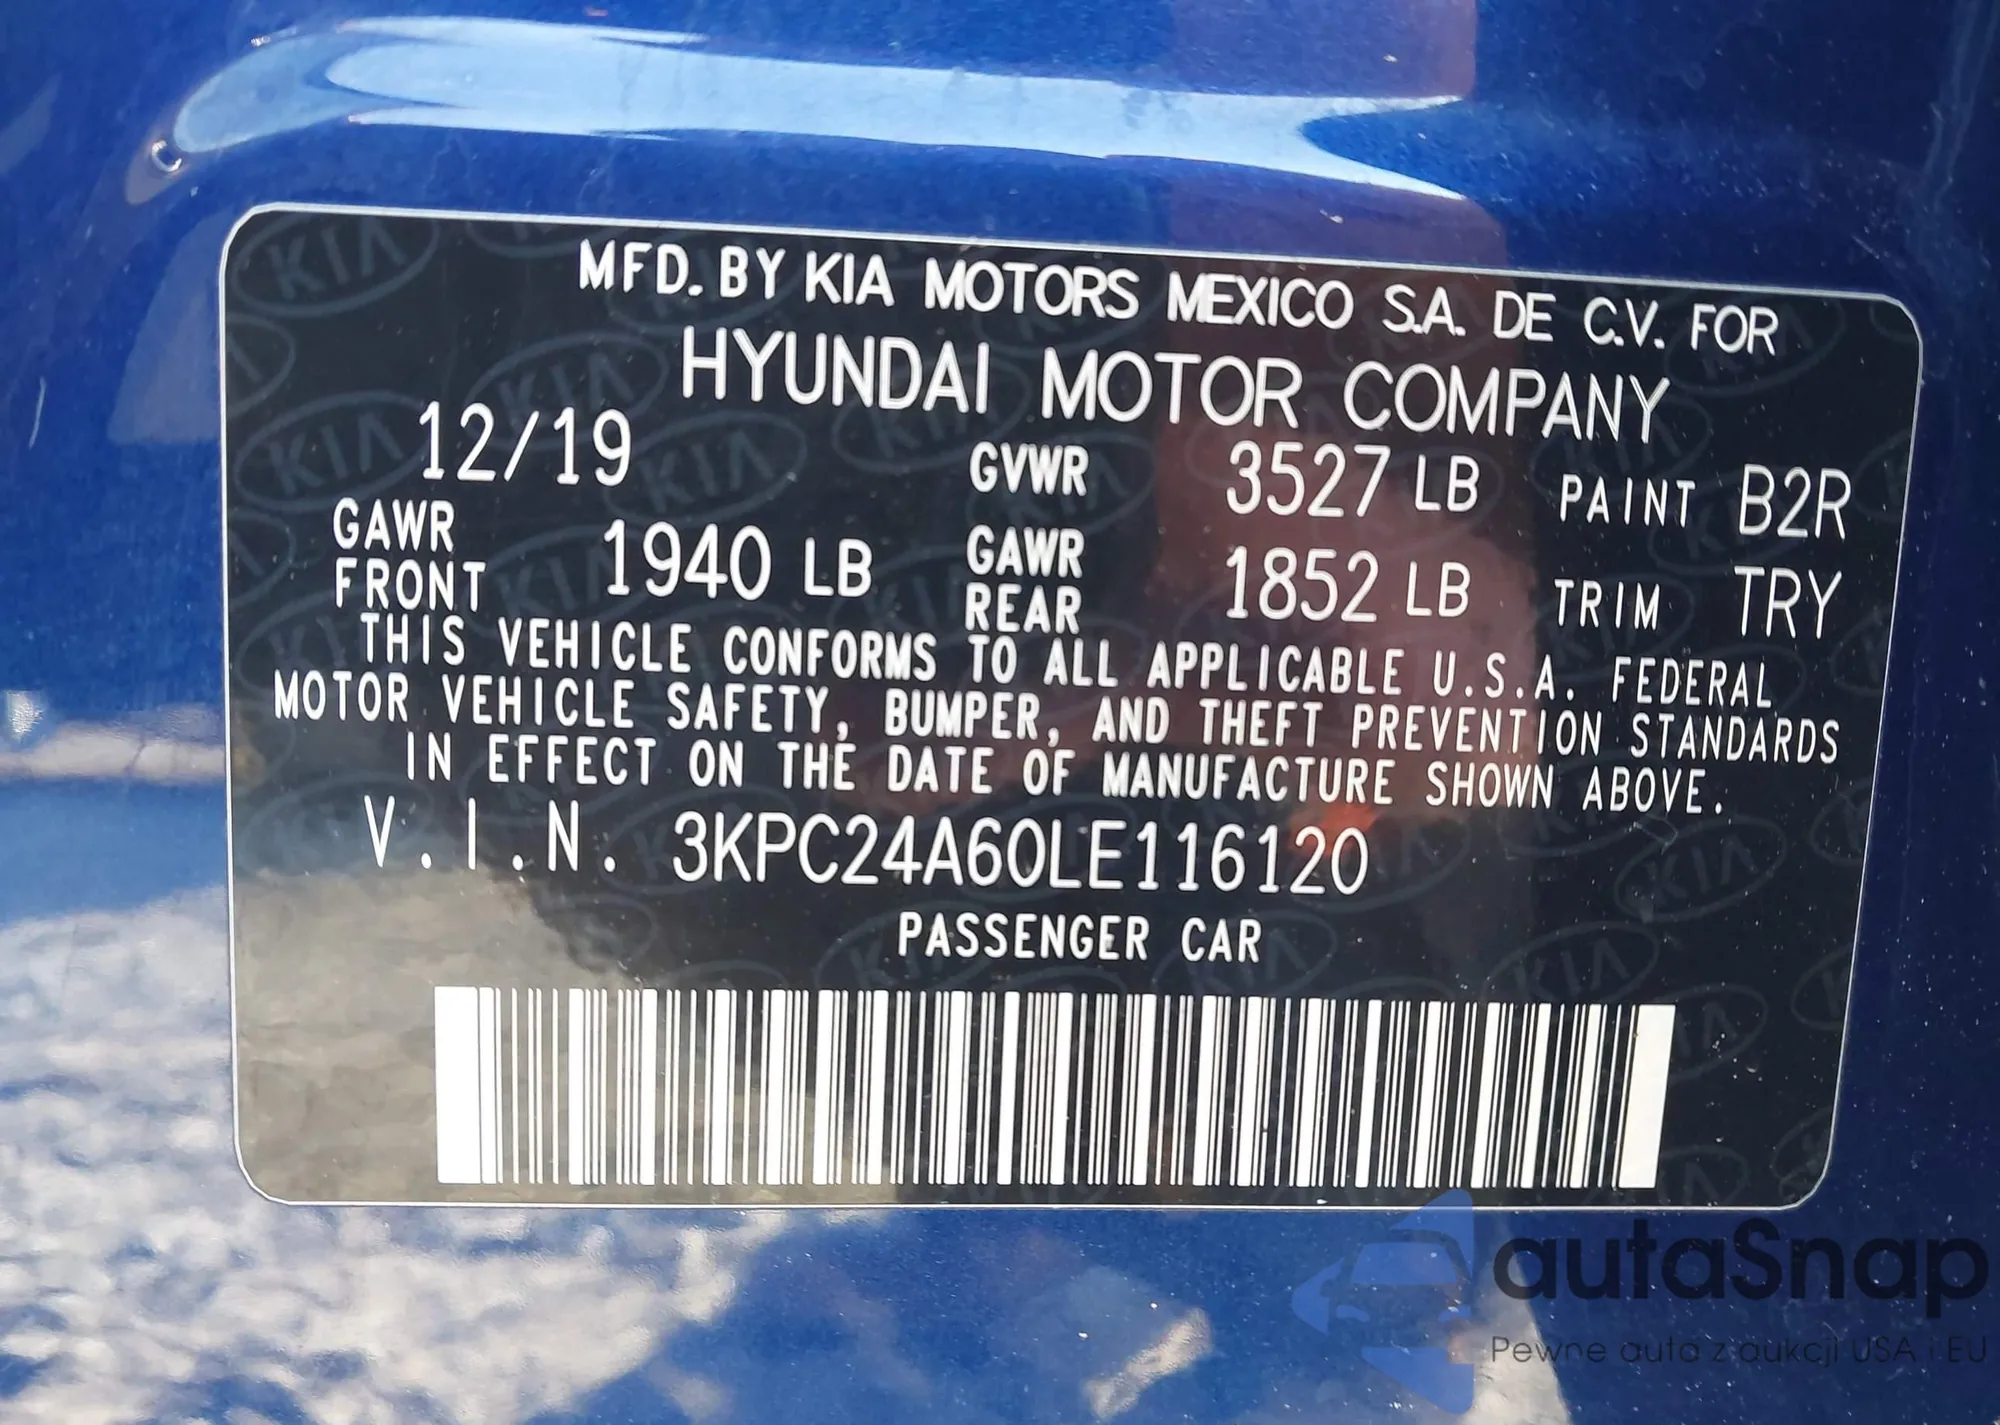 MFD. BY KIA MOTORS MEXICO S.A. DE C.V. FOR
HYUNDAI MOTOR COMPANY
12/19 GVWR 3527 LB PAINT B2R
GAWR FRONT 1940 LB GAWR REAR 1852 LB TRIM TRY
THIS VEHICLE CONFORMS TO ALL APPLICABLE U.S.A. FEDERAL
MOTOR VEHICLE SAFETY, BUMPER, AND THEFT PREVENTION STANDARDS
IN EFFECT ON THE DATE OF MANUFACTURE SHOWN ABOVE.
V.I.N. 3KPC24A60LE116120
PASSENGER CAR
autaSnap
Pewne auta z aukcji USA i EU